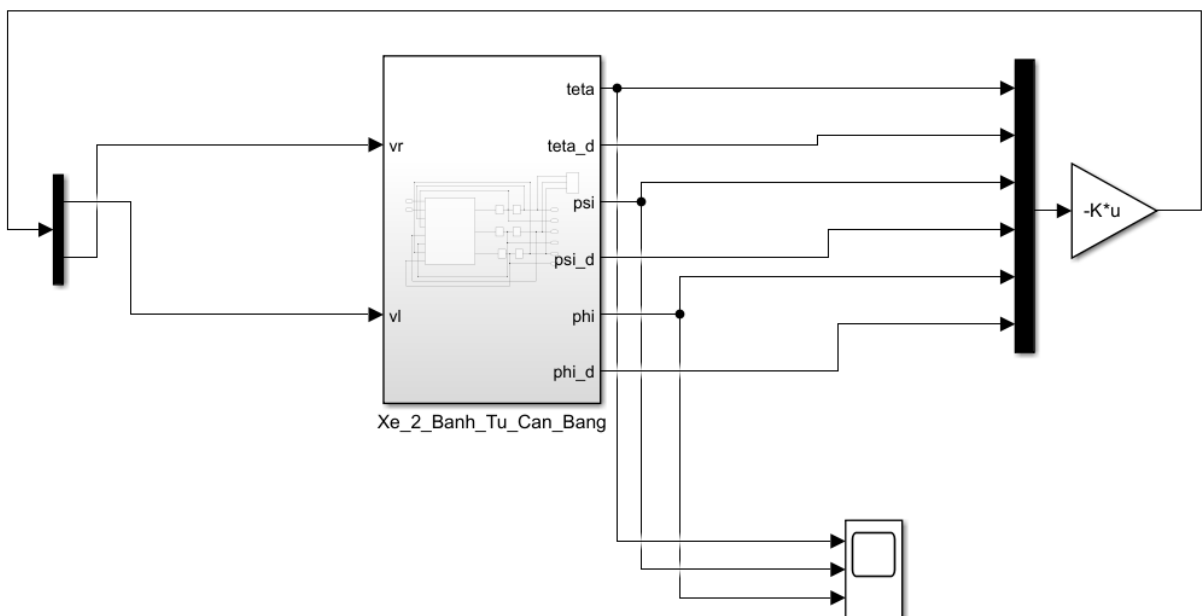 teta
vr
teta_d
psi
-K*u
psi_d
vl
phi
phi_d
Xe_2_Banh_Tu_Can_Bang